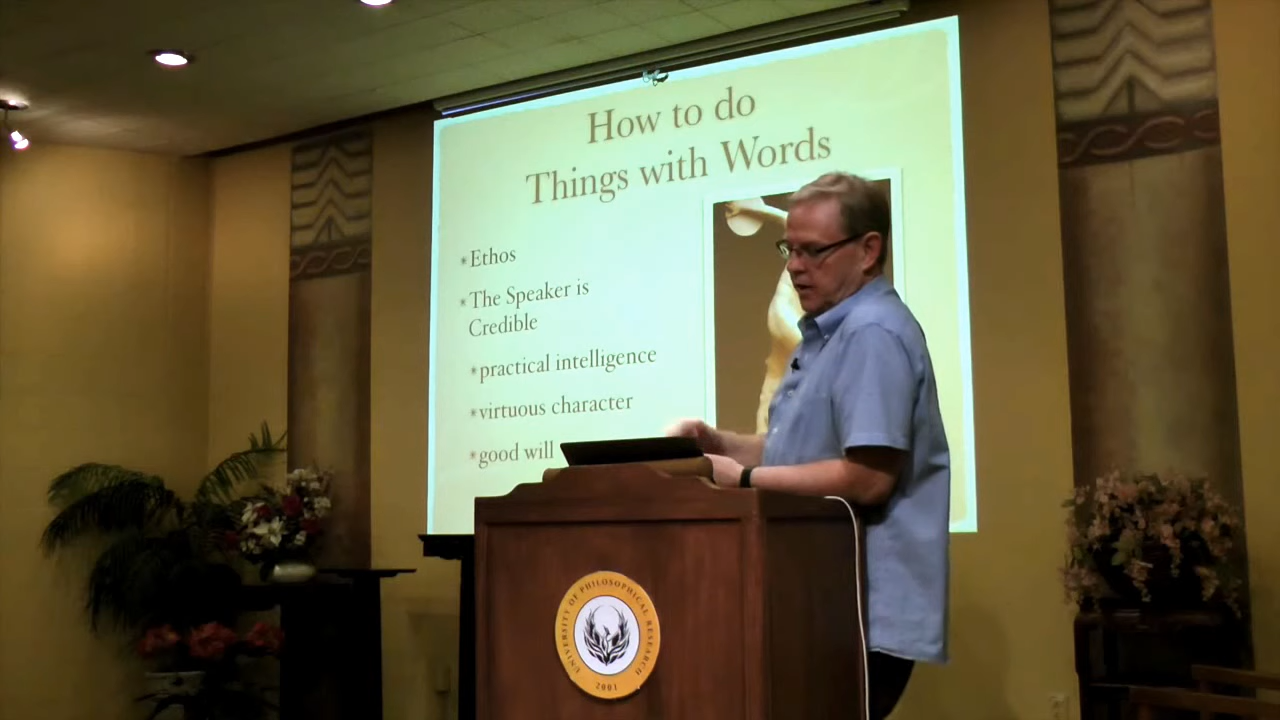 How to do
Things with Words
*Ethos
*The Speaker is
Credible
*practical intelligence
*virtuous character
*good will
UNIVERSITY OF PHILOSOPHICAL RESEARCH
2001